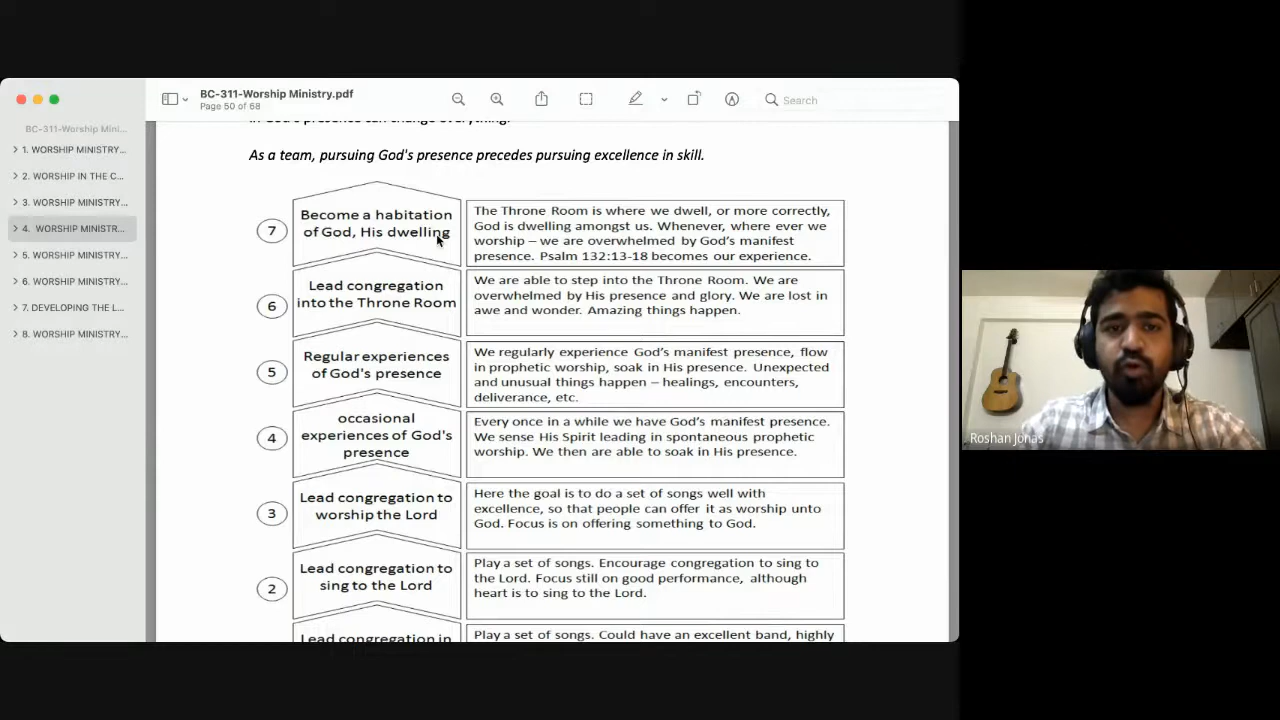 BC-311-Worship Ministry.pdf
Page 50 of 68
Search
BC-311-Worship Mini...
1. WORSHIP MINISTRY...
2. WORSHIP IN THE C...
3. WORSHIP MINISTRY...
4. WORSHIP MINISTR...
5. WORSHIP MINISTRY...
6. WORSHIP MINISTRY...
7. DEVELOPING THE L...
8. WORSHIP MINISTRY...
in God's presence can change everything.
As a team, pursuing God's presence precedes pursuing excellence in skill.
7
Become a habitation
of God, His dwelling
The Throne Room is where we dwell, or more correctly,
God is dwelling amongst us. Whenever, where ever we
worship – we are overwhelmed by God's manifest
presence. Psalm 132:13-18 becomes our experience.
6
Lead congregation
into the Throne Room
We are able to step into the Throne Room. We are
overwhelmed by His presence and glory. We are lost in
awe and wonder. Amazing things happen.
5
Regular experiences
of God's presence
We regularly experience God's manifest presence, flow
in prophetic worship, soak in His presence. Unexpected
and unusual things happen – healings, encounters,
deliverance, etc.
4
occasional
experiences of God's
presence
Every once in a while we have God's manifest presence.
We sense His Spirit leading in spontaneous prophetic
worship. We then are able to soak in His presence.
3
Lead congregation to
worship the Lord
Here the goal is to do a set of songs well with
excellence, so that people can offer it as worship unto
God. Focus is on offering something to God.
2
Lead congregation to
sing to the Lord
Play a set of songs. Encourage congregation to sing to
the Lord. Focus still on good performance, although
heart is to sing to the Lord.
Lead congregation in
Play a set of songs. Could have an excellent band, highly
Roshan Jonas